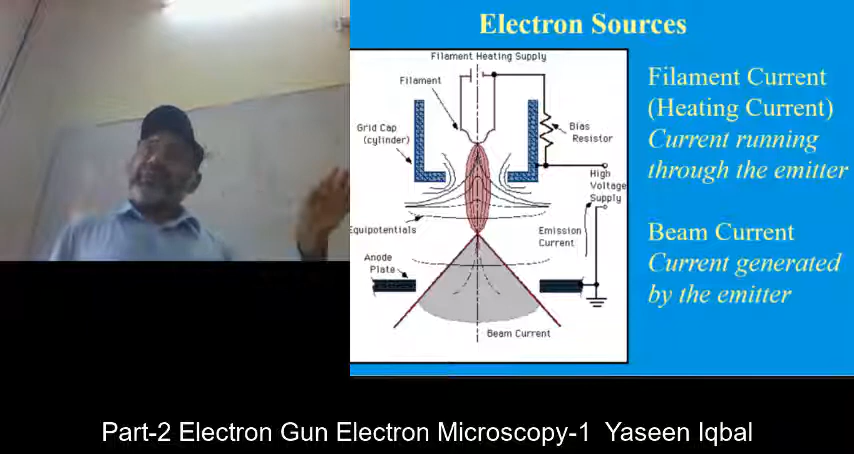 Electron Sources
Filament Heating Supply
Filament
Grid Cap
(cylinder)
Bias
Resistor
High
Voltage
Supply
Equipotentials
Emission
Current
Anode
Plate
Beam Current
Filament Current
(Heating Current)
Current running
through the emitter
Beam Current
Current generated
by the emitter
Part-2 Electron Gun Electron Microscopy-1 Yaseen Iqbal